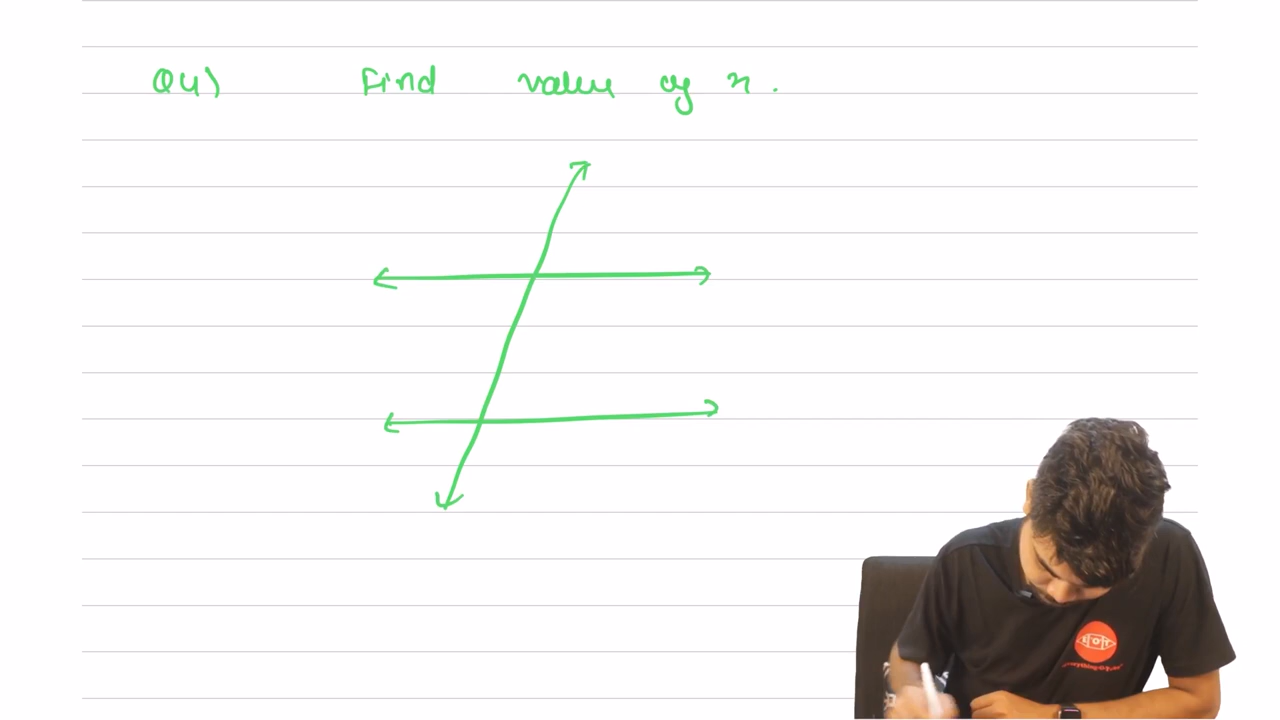 Q4) Find value of x.